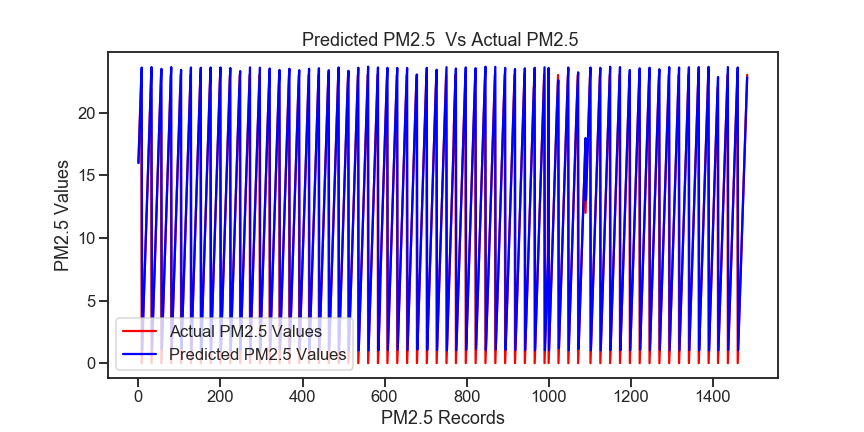 Predicted PM2.5  Vs Actual PM2.5
PM2.5 Values
20
15
10
5
0
Actual PM2.5 Values
Predicted PM2.5 Values
0 200 400 600 800 1000 1200 1400
PM2.5 Records